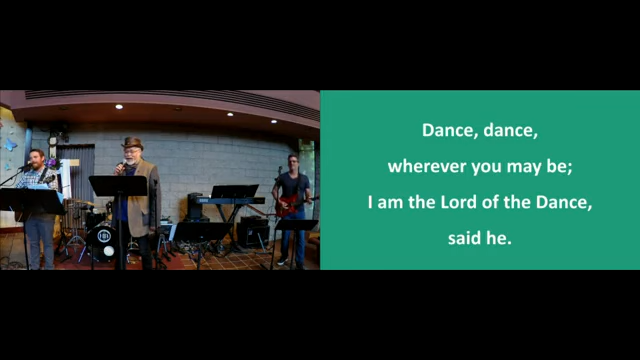 Dance, dance,
wherever you may be;
I am the Lord of the Dance,
said he.